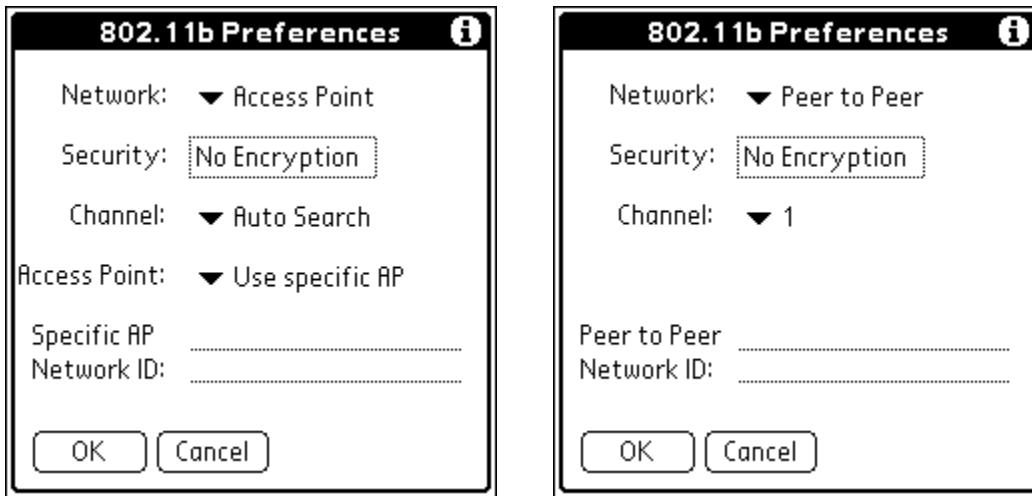 802.11b Preferences
Network: Access Point
Security: No Encryption
Channel: Auto Search
Access Point: Use specific AP
Specific AP
Network ID:
OK Cancel
802.11b Preferences
Network: Peer to Peer
Security: No Encryption
Channel: 1
Peer to Peer
Network ID:
OK Cancel